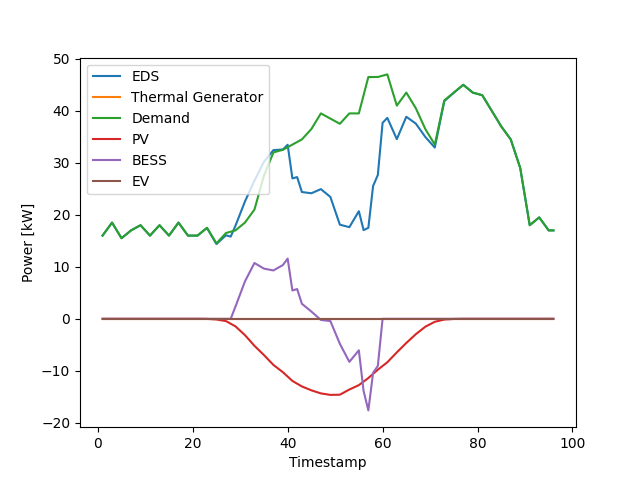 50
40
30
20
10
0
−10
−20
Power [kW]
EDS
Thermal Generator
Demand
PV
BESS
EV
0 20 40 60 80 100
Timestamp